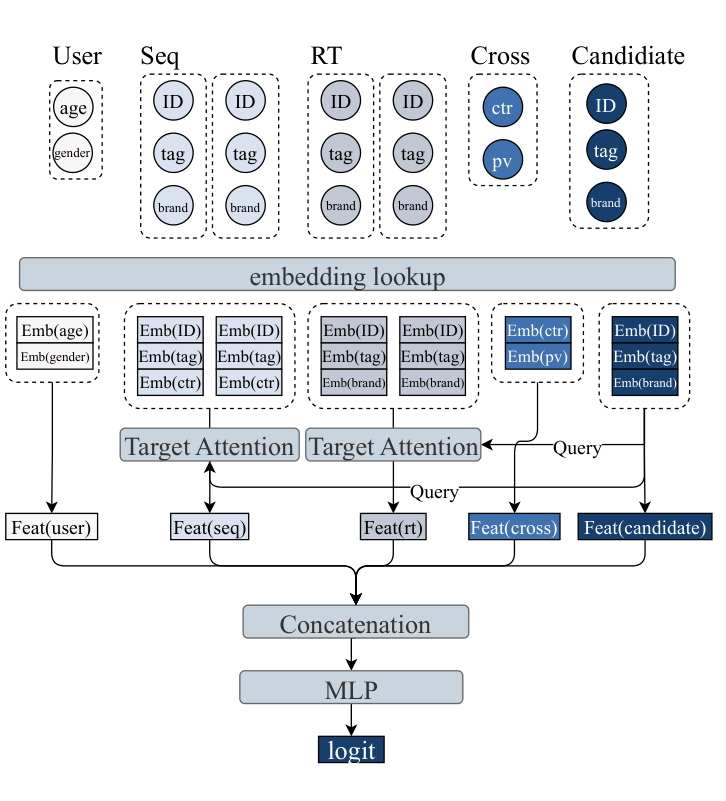 User Seq RT Cross Candidiate
age ID ID ID ID ctr ID
gender tag tag tag tag pv tag
brand brand brand brand brand
embedding lookup
Emb(age) Emb(ID) Emb(ID) Emb(ID) Emb(ID) Emb(ctr) Emb(ID)
Emb(gender) Emb(tag) Emb(tag) Emb(tag) Emb(tag) Emb(pv) Emb(tag)
Emb(ctr) Emb(ctr) Emb(brand) Emb(brand) Emb(brand)
Target Attention Target Attention
Query
Query
Feat(user) Feat(seq) Feat(rt) Feat(cross) Feat(candidate)
Concatenation
MLP
logit